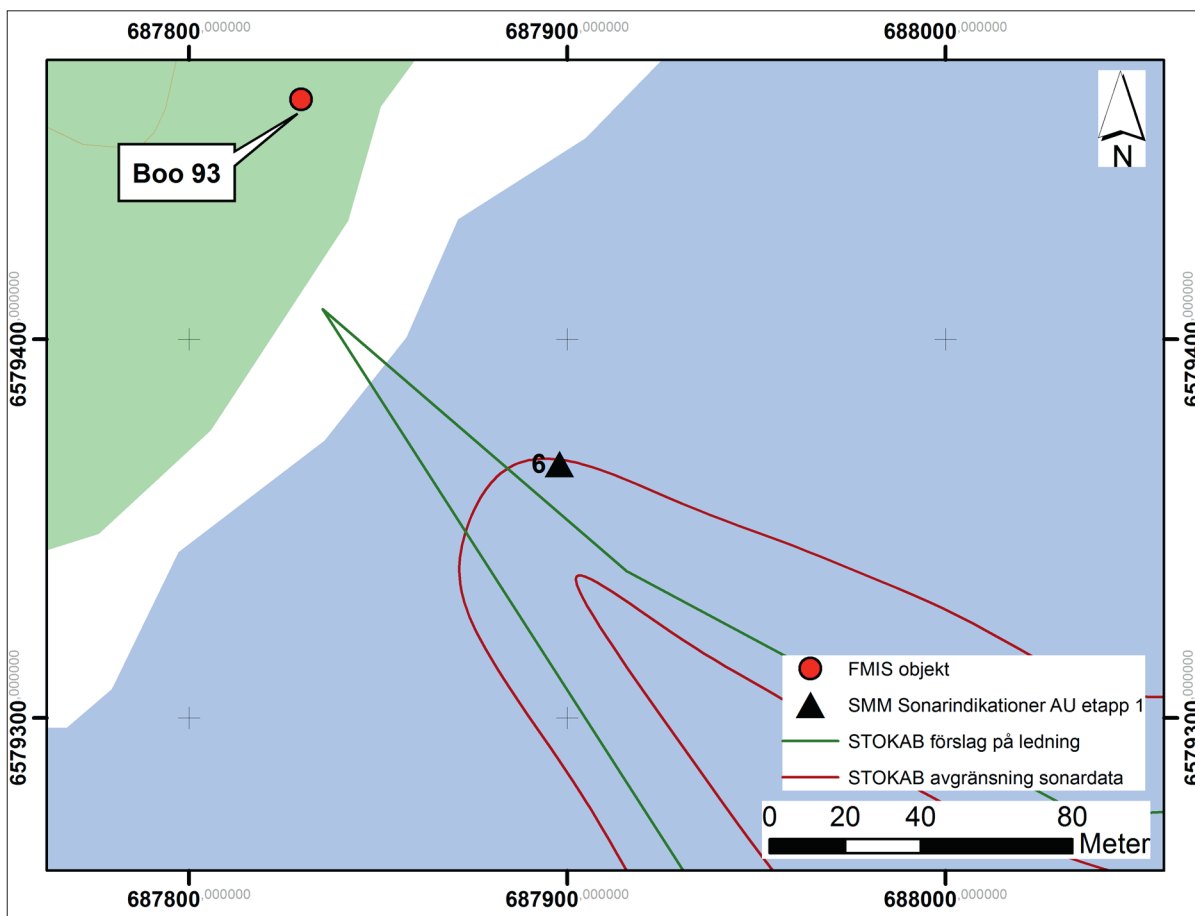 687800,000000 687900,000000 688000,000000
N
Boo 93
6579400,000000 6579400,000000
6
FMIS objekt
SMM Sonarindikationer AU etapp 1
STOKAB förslag på ledning
STOKAB avgränsning sonardata
6579300,000000 6579300,000000
0 20 40 80
Meter
687800,000000 687900,000000 688000,000000